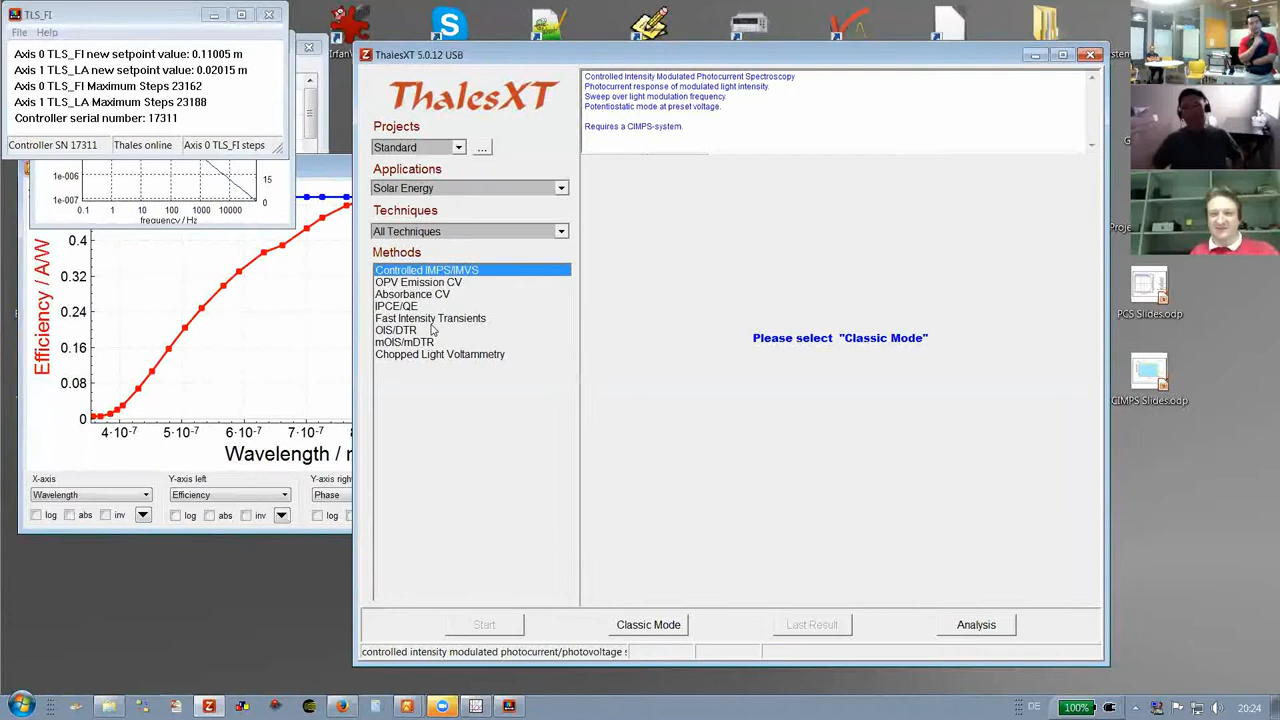 TLS_FI
File Help
Axis 0 TLS_FI new setpoint value: 0.11005 m
Axis 1 TLS_LA new setpoint value: 0.02015 m
Axis 0 TLS_FI Maximum Steps 23162
Axis 1 TLS_LA Maximum Steps 23188
Controller serial number: 17311
Controller SN 17311 Thales online Axis 0 TLS_FI steps
1e-006
1e-007
15
0
0.1 1 10 100 1000 10000
frequency / Hz
Efficiency / A/W
0.4
0.32
0.24
0.16
0.08
0
4·10-7 5·10-7 6·10-7 7·10-7
Wavelength /
X-axis Y-axis left Y-axis right
Wavelength Efficiency Phase
log abs inv log abs inv log
ThalesXT 5.0.12 USB
ThalesXT
Projects
Standard ...
Applications
Solar Energy
Techniques
All Techniques
Methods
Controlled IMPS/IMVS
OPV Emission CV
Absorbance CV
IPCE/QE
Fast Intensity Transients
OIS/DTR
mOIS/mDTR
Chopped Light Voltammetry
Controlled Intensity Modulated Photocurrent Spectroscopy
Photocurrent response of modulated light intensity.
Sweep over light modulation frequency.
Potentiostatic mode at preset voltage.
Requires a CIMPS-system.
Please select "Classic Mode"
Start Classic Mode Last Result Analysis
controlled intensity modulated photocurrent/photovoltage
PCS Slides.odp
CIMPS Slides.odp
DE 100% 20:24